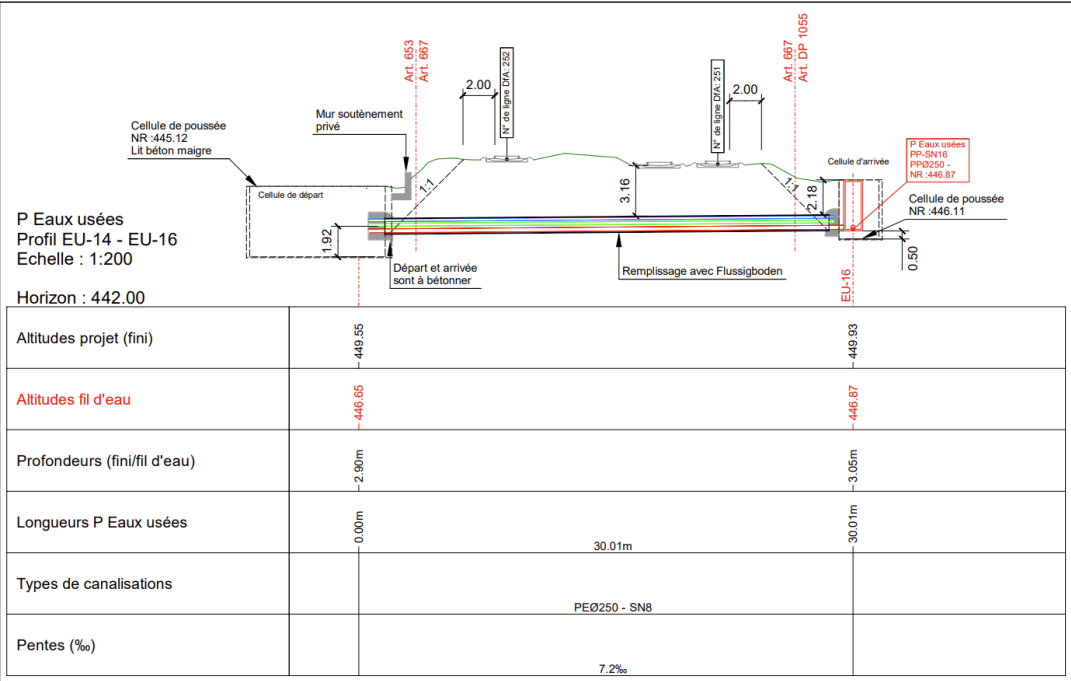 Art. 653
Art. 667
2.00
N° de ligne DfA: 252
N° de ligne DfA: 251
2.00
Art. 667
Art. DP 1055
Cellule de poussée
NR :445.12
Lit béton maigre
Mur soutènement
privé
Cellule d'arrivée
P Eaux usées
PP-SN16
PPØ250 -
NR :446.87
Cellule de départ
1:1
3.16
1:1
2.18
Cellule de poussée
NR :446.11
P Eaux usées
Profil EU-14 - EU-16
Echelle : 1:200
1.92
Départ et arrivée
sont à bétonner
Remplissage avec Flussigboden
0.50
EU-16
Horizon : 442.00
Altitudes projet (fini)
449.55
449.93
Altitudes fil d'eau
446.65
446.87
Profondeurs (fini/fil d'eau)
2.90m
3.05m
Longueurs P Eaux usées
0.00m
30.01m
30.01m
Types de canalisations
PEØ250 - SN8
Pentes (‰)
7.2‰